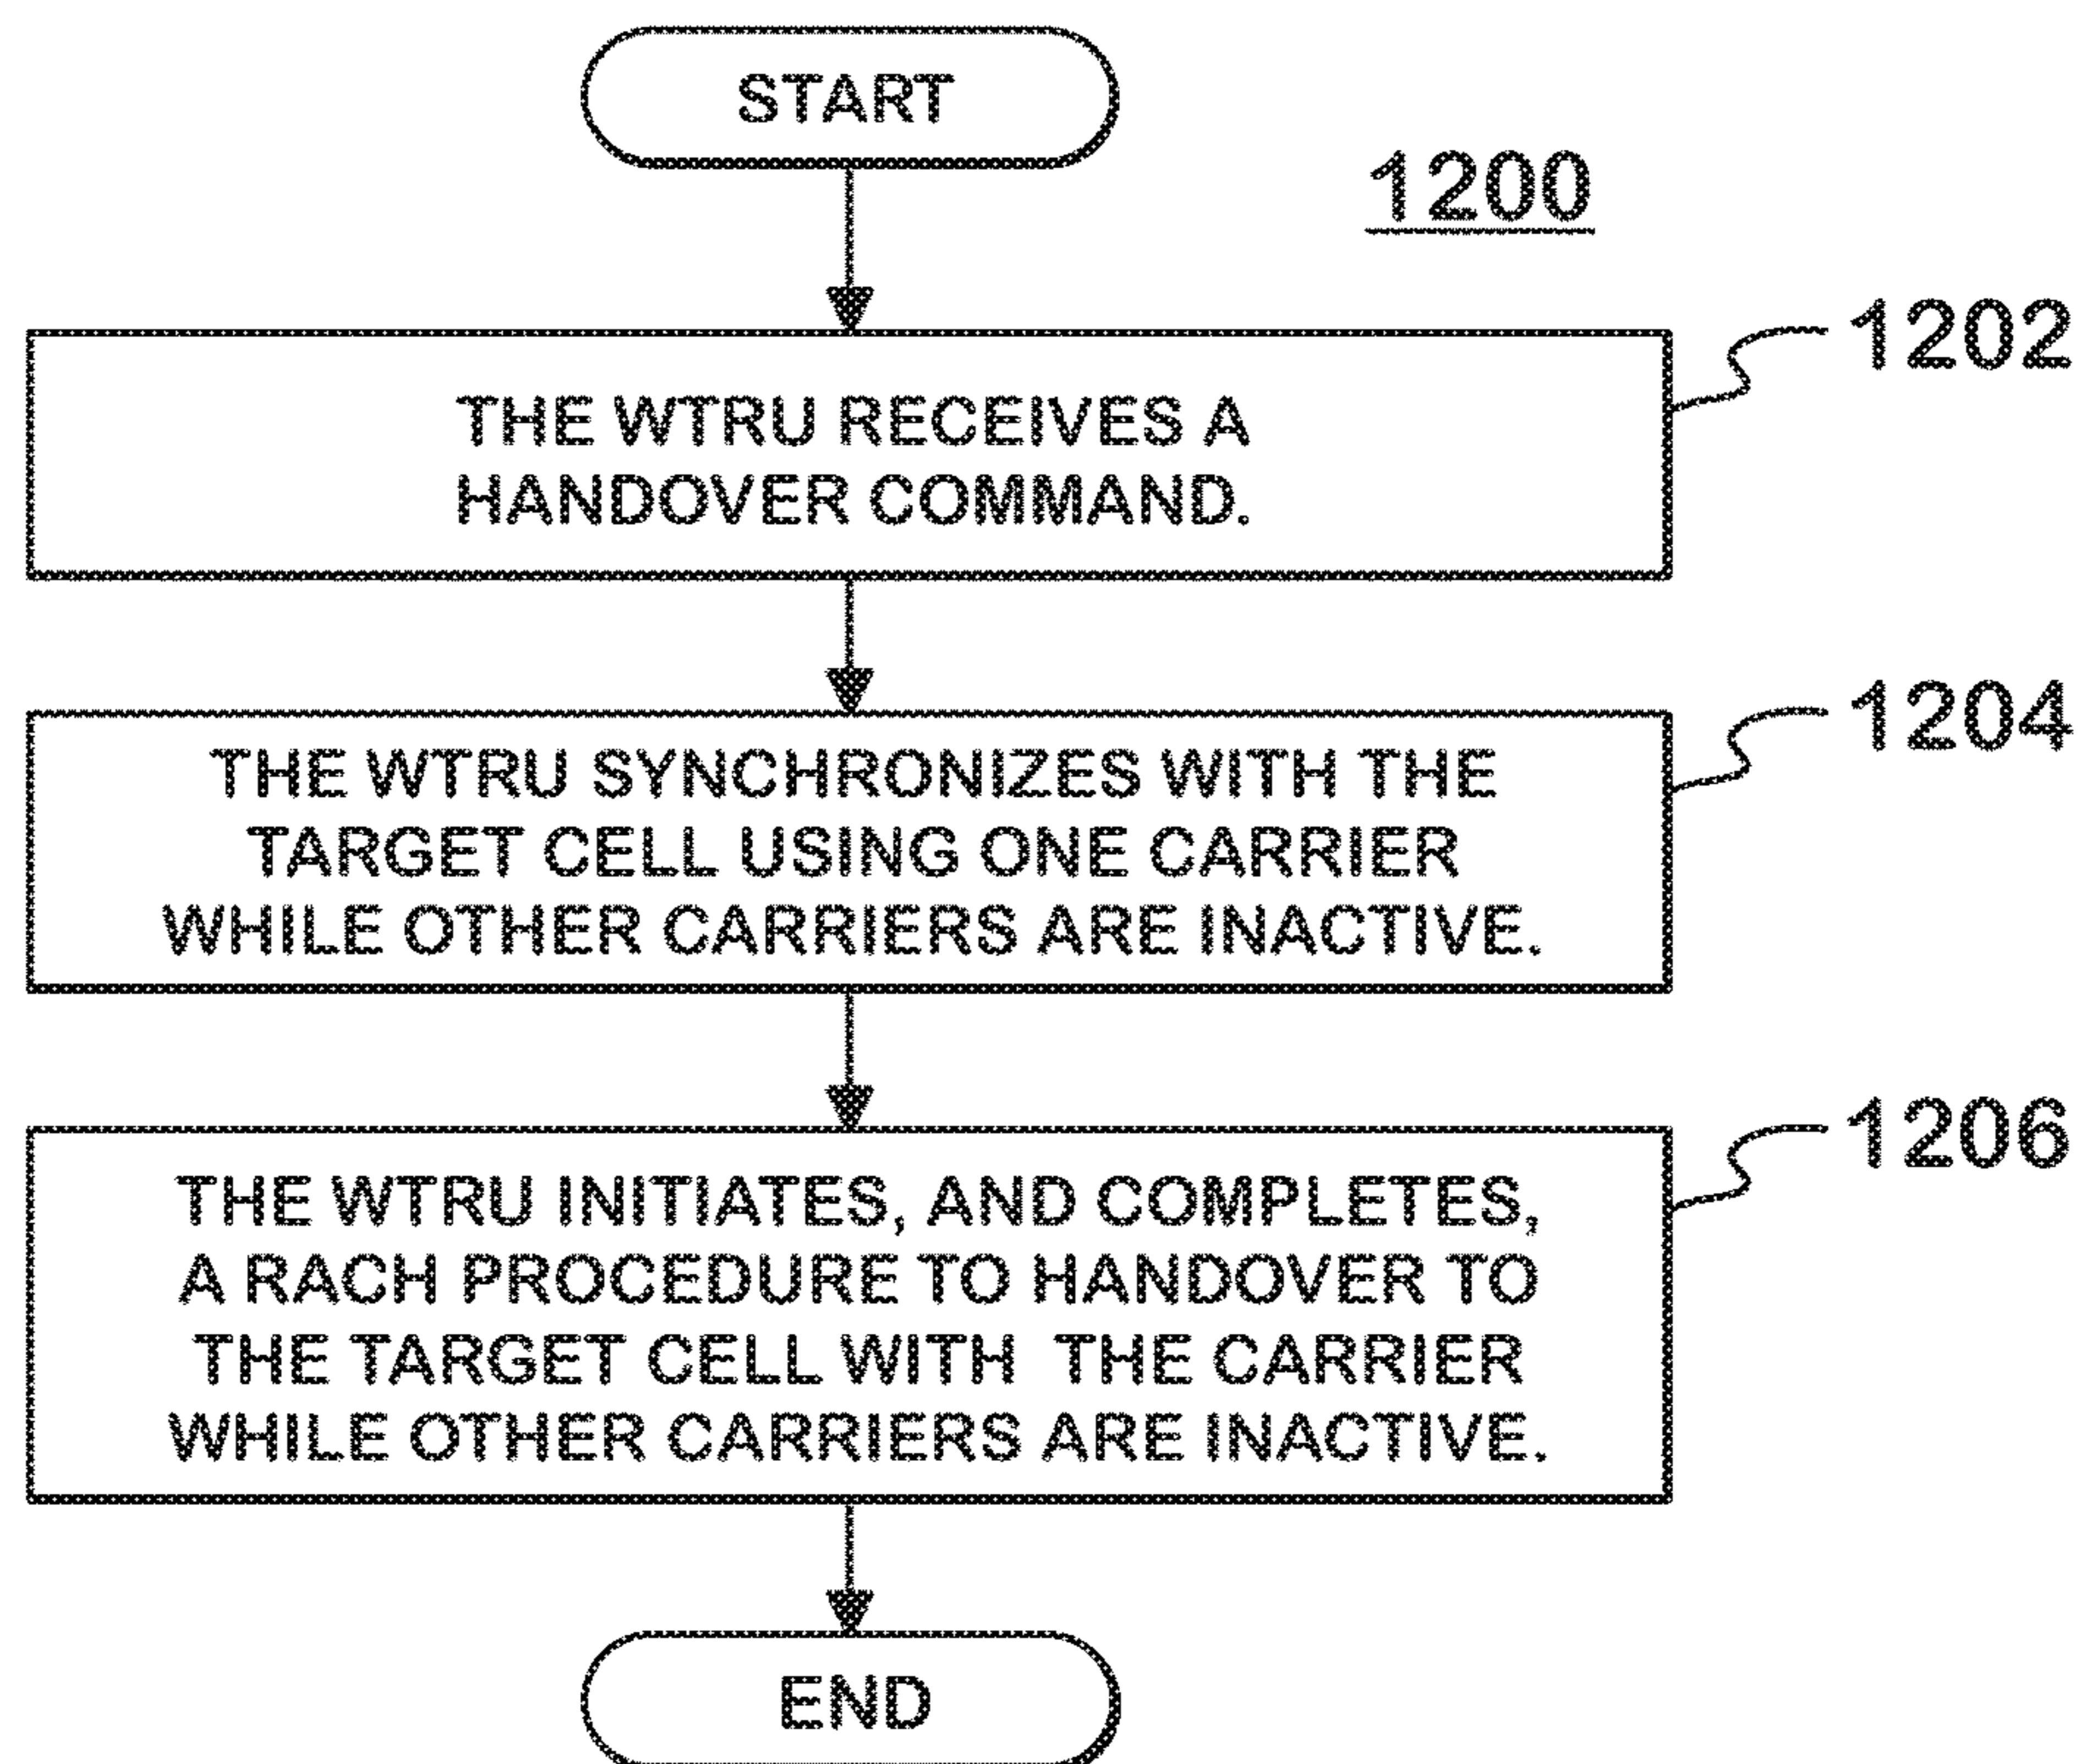 START
1200
1202
THE WTRU RECEIVES A
HANDOVER COMMAND.
1204
THE WTRU SYNCHRONIZES WITH THE
TARGET CELL USING ONE CARRIER
WHILE OTHER CARRIERS ARE INACTIVE.
1206
THE WTRU INITIATES, AND COMPLETES,
A RACH PROCEDURE TO HANDOVER TO
THE TARGET CELL WITH THE CARRIER
WHILE OTHER CARRIERS ARE INACTIVE.
END